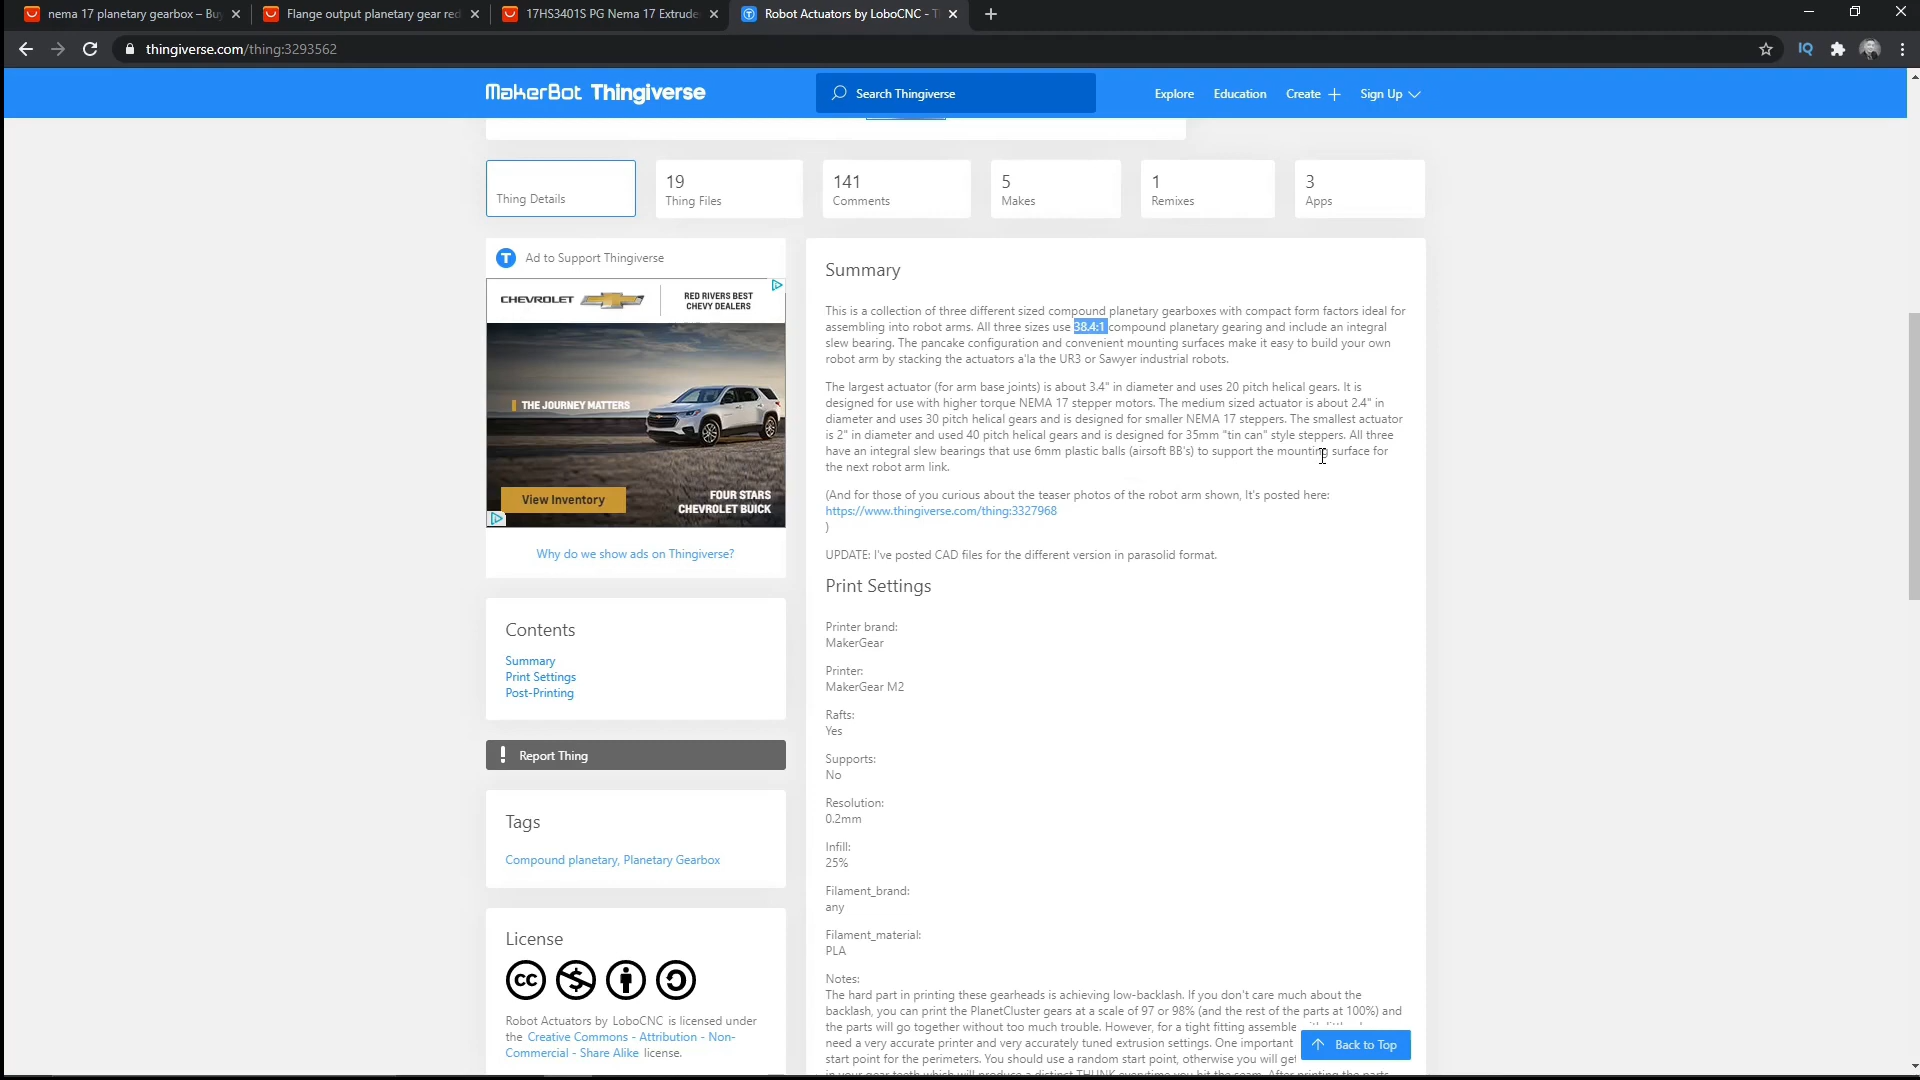 nema 17 planetary gearbox – Bu
Flange output planetary gear red
17HS3401S PG Nema 17 Extrude
Robot Actuators by LoboCNC - T
thingiverse.com/thing:3293562
IQ
MakerBot Thingiverse
Search Thingiverse
Explore
Education
Create
Sign Up
Thing Details
19
Thing Files
141
Comments
5
Makes
1
Remixes
3
Apps
Ad to Support Thingiverse
CHEVROLET
RED RIVERS BEST
CHEVY DEALERS
THE JOURNEY MATTERS
View Inventory
FOUR STARS
CHEVROLET BUICK
Why do we show ads on Thingiverse?
Contents
Summary
Print Settings
Post-Printing
Report Thing
Tags
Compound planetary, Planetary Gearbox
License
cc
Robot Actuators by LoboCNC is licensed under
the Creative Commons - Attribution - Non-
Commercial - Share Alike license.
Summary
This is a collection of three different sized compound planetary gearboxes with compact form factors ideal for
assembling into robot arms. All three sizes use 38.4:1 compound planetary gearing and include an integral
slew bearing. The pancake configuration and convenient mounting surfaces make it easy to build your own
robot arm by stacking the actuators a'la the UR3 or Sawyer industrial robots.
The largest actuator (for arm base joints) is about 3.4" in diameter and uses 20 pitch helical gears. It is
designed for use with higher torque NEMA 17 stepper motors. The medium sized actuator is about 2.4" in
diameter and uses 30 pitch helical gears and is designed for smaller NEMA 17 steppers. The smallest actuator
is 2" in diameter and used 40 pitch helical gears and is designed for 35mm "tin can" style steppers. All three
have an integral slew bearings that use 6mm plastic balls (airsoft BB's) to support the mounting surface for
the next robot arm link.
(And for those of you curious about the teaser photos of the robot arm shown, It's posted here:
https://www.thingiverse.com/thing:3327968
)
UPDATE: I've posted CAD files for the different version in parasolid format.
Print Settings
Printer brand:
MakerGear
Printer:
MakerGear M2
Rafts:
Yes
Supports:
No
Resolution:
0.2mm
Infill:
25%
Filament_brand:
any
Filament_material:
PLA
Notes:
The hard part in printing these gearheads is achieving low-backlash. If you don't care much about the
backlash, you can print the PlanetCluster gears at a scale of 97 or 98% (and the rest of the parts at 100%) and
the parts will go together without too much trouble. However, for a tight fitting assemble
need a very accurate printer and very accurately tuned extrusion settings. One important
start point for the perimeters. You should use a random start point, otherwise you will get
in your gear teeth which will produce a distinct THUNK everytime you hit the seam. After printing the parts
Back to Top